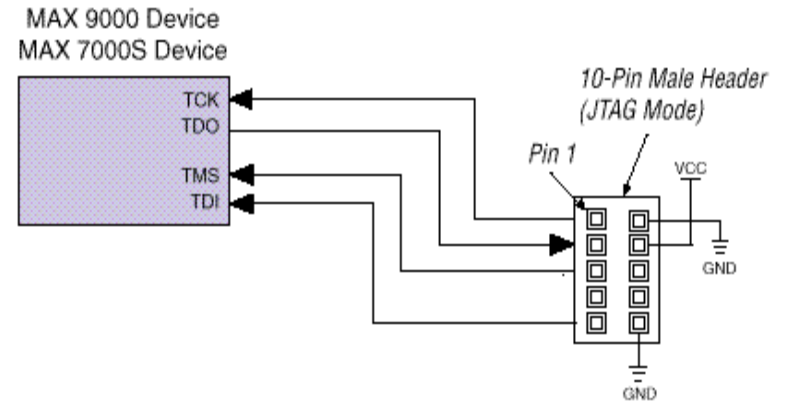 MAX 9000 Device
MAX 7000S Device
TCK
TDO
TMS
TDI
10-Pin Male Header
(JTAG Mode)
Pin 1
VCC
GND
GND